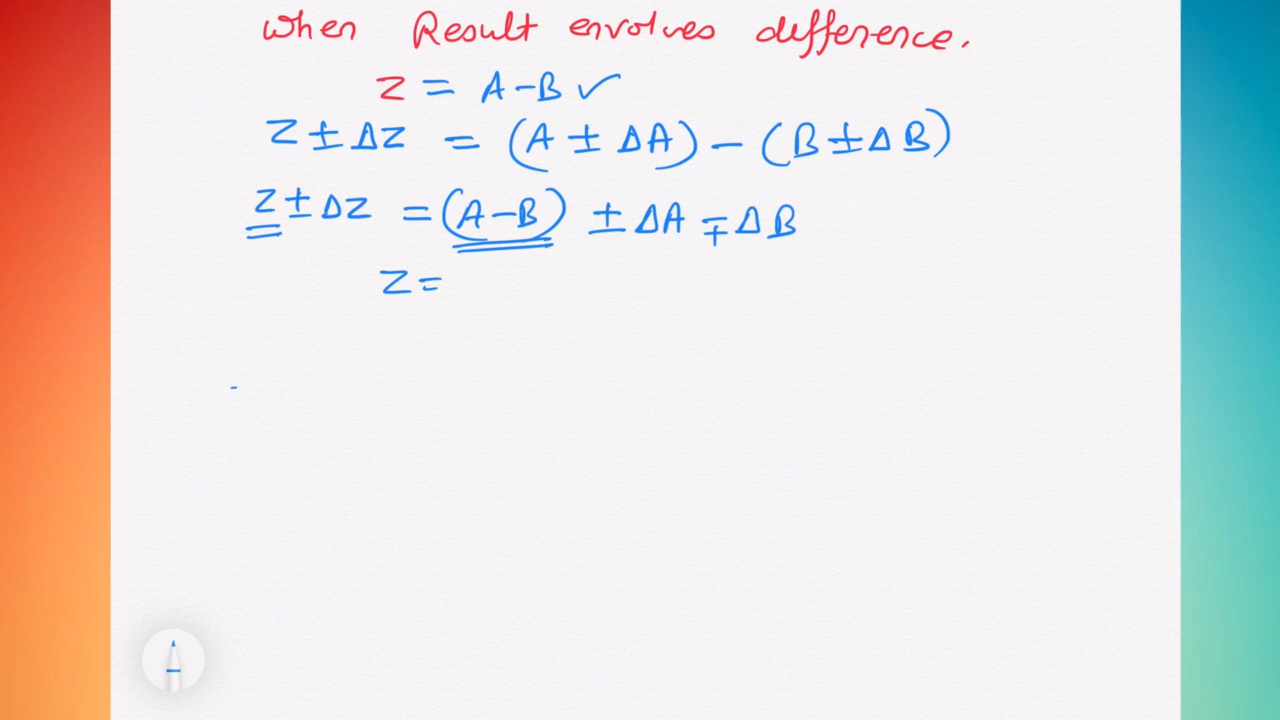 When Result envolves difference.
Z = A-B ✓
Z ± ΔZ = (A ± ΔA) - (B ± ΔB)
Z ± ΔZ = (A-B) ± ΔA ∓ ΔB
Z =